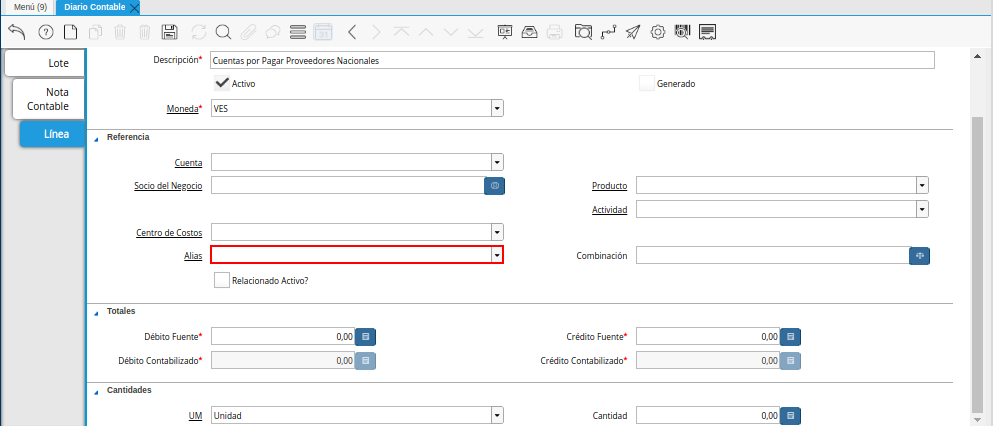 Menú (9) Diario Contable
Lote
Nota
Contable
Línea
Descripción* Cuentas por Pagar Proveedores Nacionales
Activo Generado
Moneda* VES
Referencia
Cuenta
Socio del Negocio Producto
Actividad
Centro de Costos
Alias Combinación
Relacionado Activo?
Totales
Débito Fuente* 0,00 Crédito Fuente* 0,00
Débito Contabilizado* 0,00 Crédito Contabilizado* 0,00
Cantidades
UM Unidad Cantidad 0,00